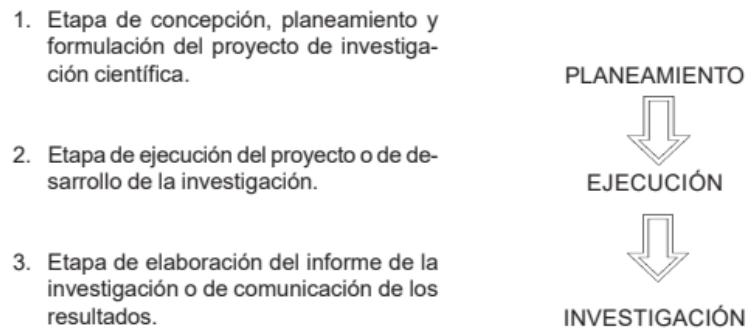 1. Etapa de concepción, planeamiento y
formulación del proyecto de investiga-
ción científica.
PLANEAMIENTO
2. Etapa de ejecución del proyecto o de de-
sarrollo de la investigación.
EJECUCIÓN
3. Etapa de elaboración del informe de la
investigación o de comunicación de los
resultados.
INVESTIGACIÓN